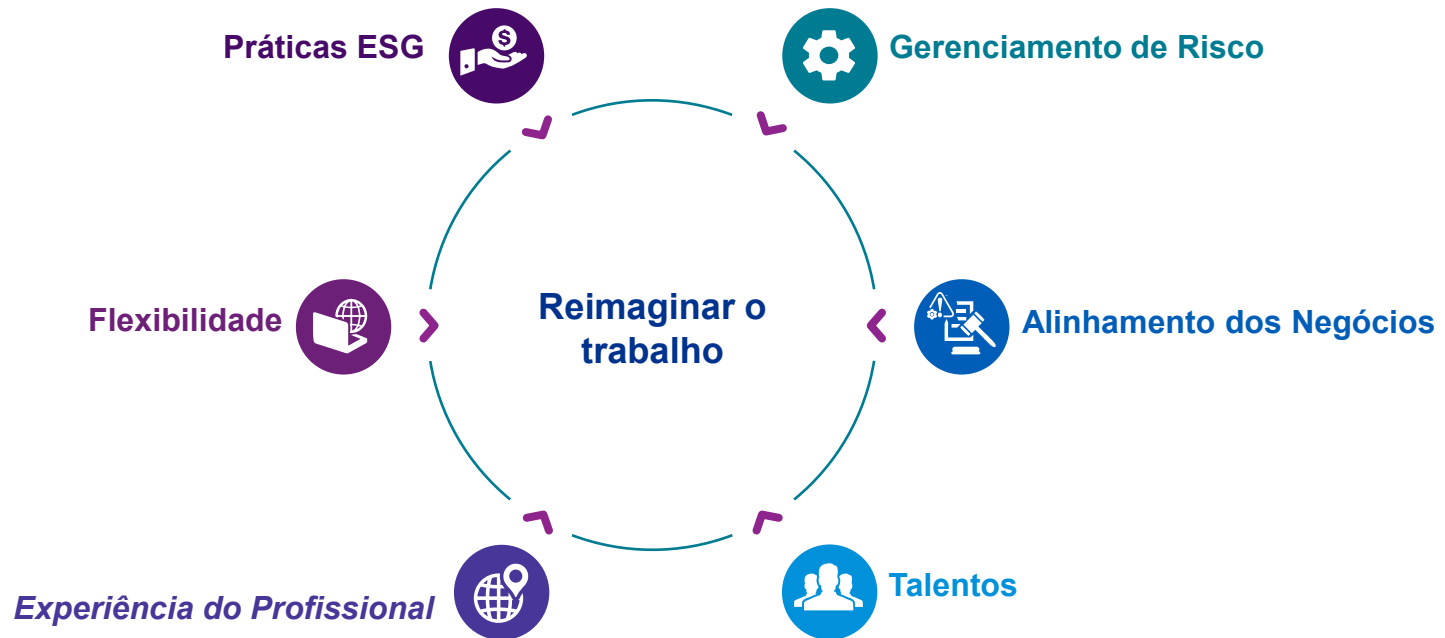 Práticas ESG
Gerenciamento de Risco
Flexibilidade
Reimaginar o
trabalho
Alinhamento dos Negócios
Experiência do Profissional
Talentos
$